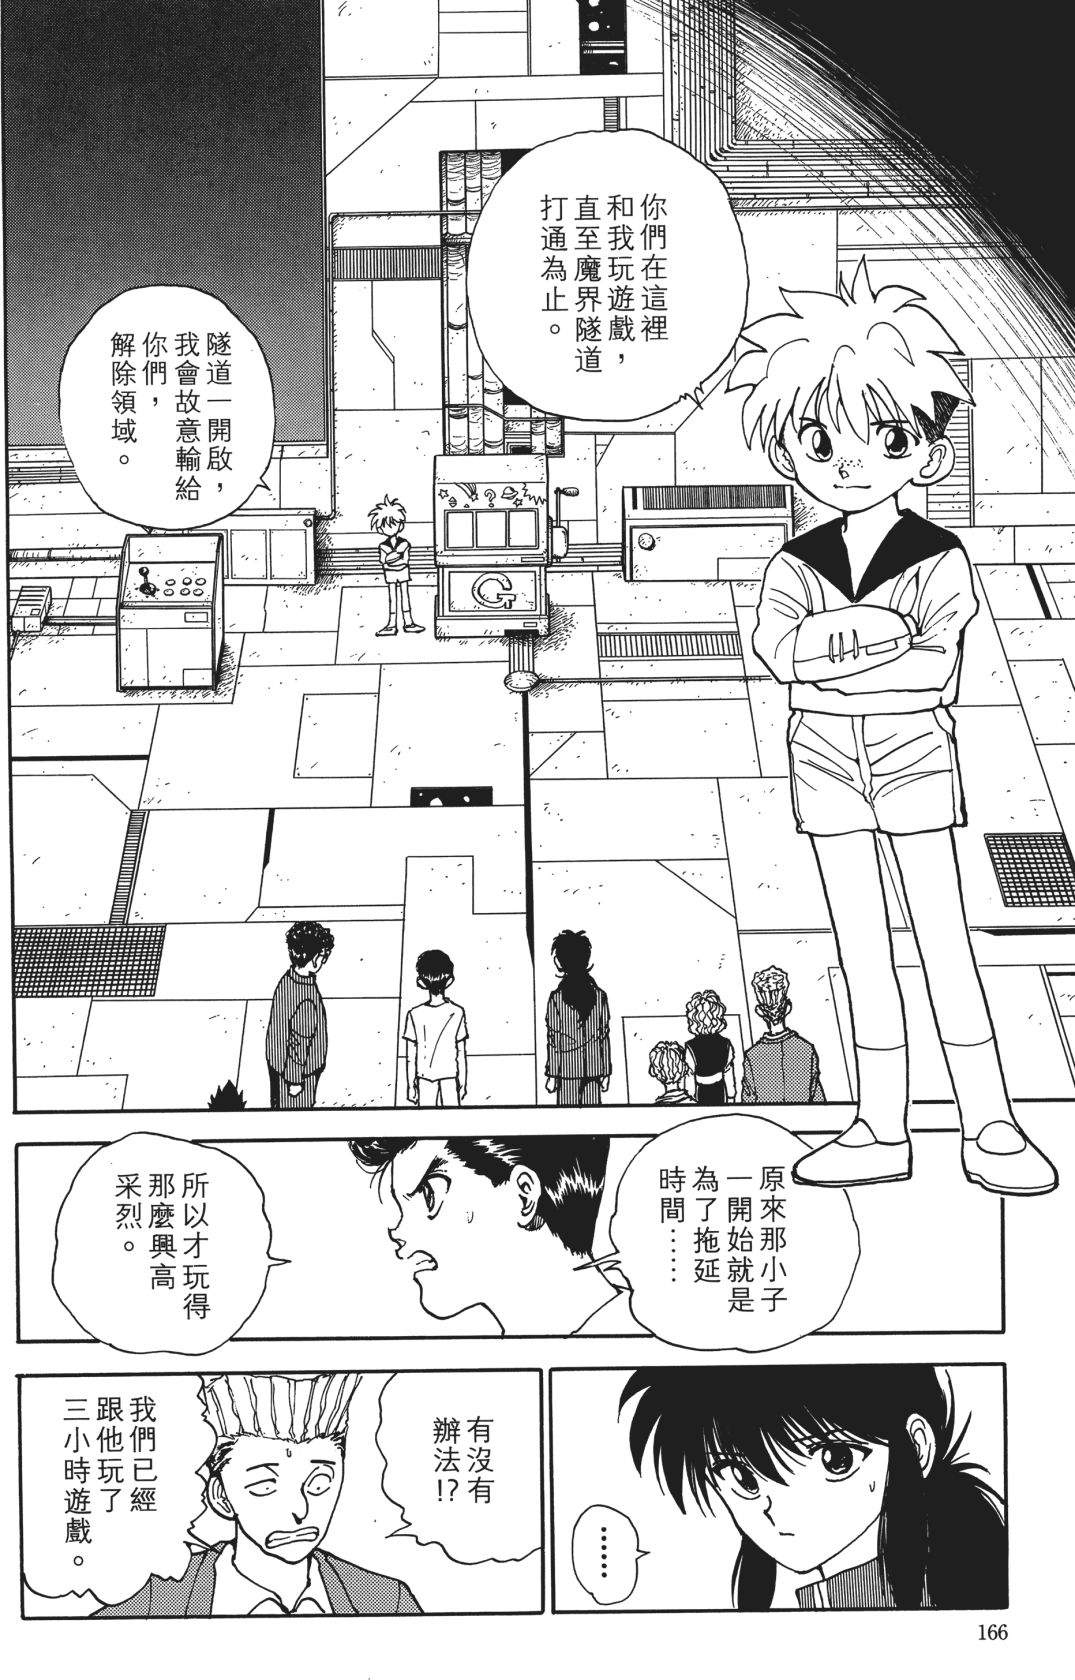 你們在這裡
和我玩遊戲，
直至魔界隧道
打通為止。
隧道一開啟，
我會故意輸給
你們，
解除領域。
G
原來那小子
一開始就是
為了拖延
時間……
所以才玩得
那麼興高
采烈。
……
有沒有
辦法!?
我們已經
跟他玩了
三小時遊戲。
166